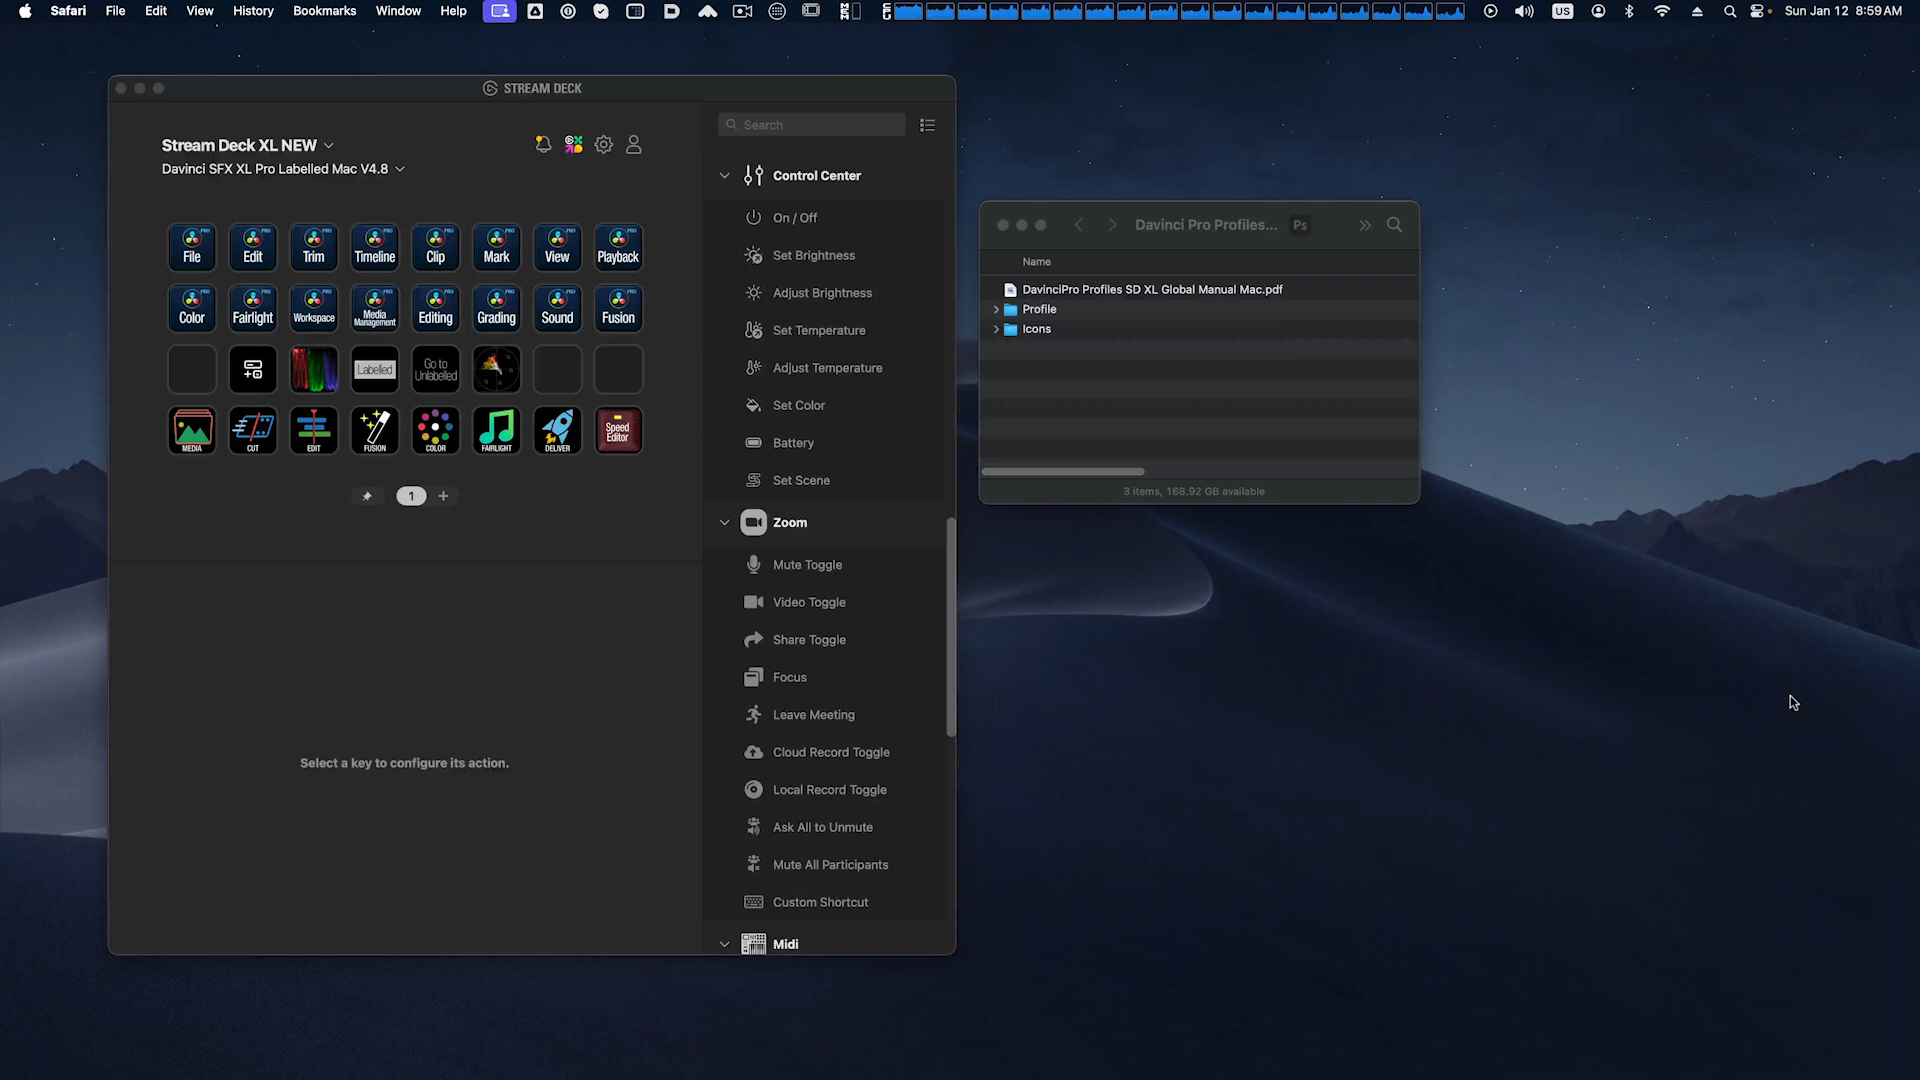 Safari File Edit View History Bookmarks Window Help
US
Sun Jan 12 8:59 AM
STREAM DECK
Stream Deck XL NEW
Davinci SFX XL Pro Labelled Mac V4.8
File Edit Trim Timeline Clip Mark View Playback
Color Fairlight Workspace Media Management Editing Grading Sound Fusion
Labelled Go to Unlabelled
MEDIA CUT EDIT FUSION COLOR FAIRLIGHT DELIVER Speed Editor
1
Select a key to configure its action.
Search
Control Center
On / Off
Set Brightness
Adjust Brightness
Set Temperature
Adjust Temperature
Set Color
Battery
Set Scene
Zoom
Mute Toggle
Video Toggle
Share Toggle
Focus
Leave Meeting
Cloud Record Toggle
Local Record Toggle
Ask All to Unmute
Mute All Participants
Custom Shortcut
Midi
Davinci Pro Profiles... Ps
Name
DavinciPro Profiles SD XL Global Manual Mac.pdf
Profile
Icons
3 items, 168.92 GB available